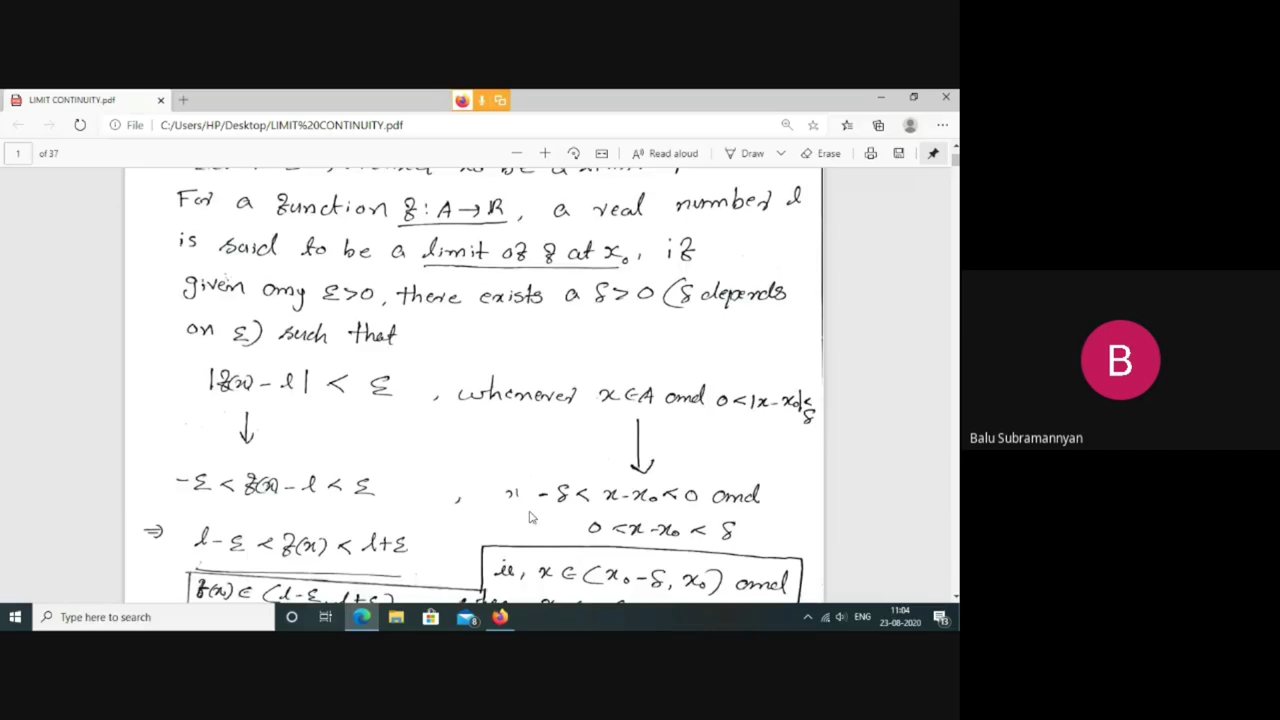 LIMIT CONTINUITY.pdf
File | C:/Users/HP/Desktop/LIMIT%20CONTINUITY.pdf
1 of 37
Read aloud
Draw
Erase
For a function f : A → R, a real number l
is said to be a limit of f at x₀, if
given any ε>0, there exists a δ>0 (δ depends
on ε) such that
|f(x) - l| < ε , whenever x∈A and 0<|x-x₀|<δ
-ε < f(x) - l < ε , -δ < x-x₀ < 0 and
0 < x-x₀ < δ
⇒ l-ε < f(x) < l+ε
ie, x ∈ (x₀-δ, x₀) and
f(x) ∈ (l-ε, l+ε)
B
Balu Subramannyan
Type here to search
8
ENG
11:04
23-08-2020
13